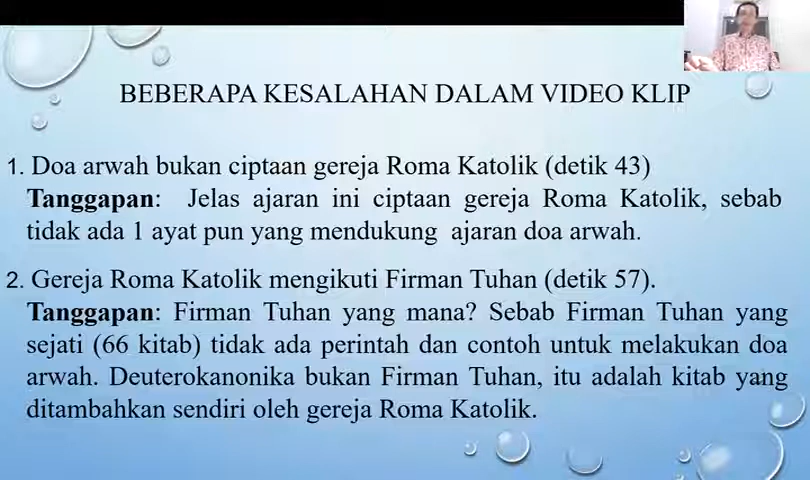 BEBERAPA KESALAHAN DALAM VIDEO KLIP
1. Doa arwah bukan ciptaan gereja Roma Katolik (detik 43)
Tanggapan: Jelas ajaran ini ciptaan gereja Roma Katolik, sebab
tidak ada 1 ayat pun yang mendukung ajaran doa arwah.
2. Gereja Roma Katolik mengikuti Firman Tuhan (detik 57).
Tanggapan: Firman Tuhan yang mana? Sebab Firman Tuhan yang
sejati (66 kitab) tidak ada perintah dan contoh untuk melakukan doa
arwah. Deuterokanonika bukan Firman Tuhan, itu adalah kitab yang
ditambahkan sendiri oleh gereja Roma Katolik.